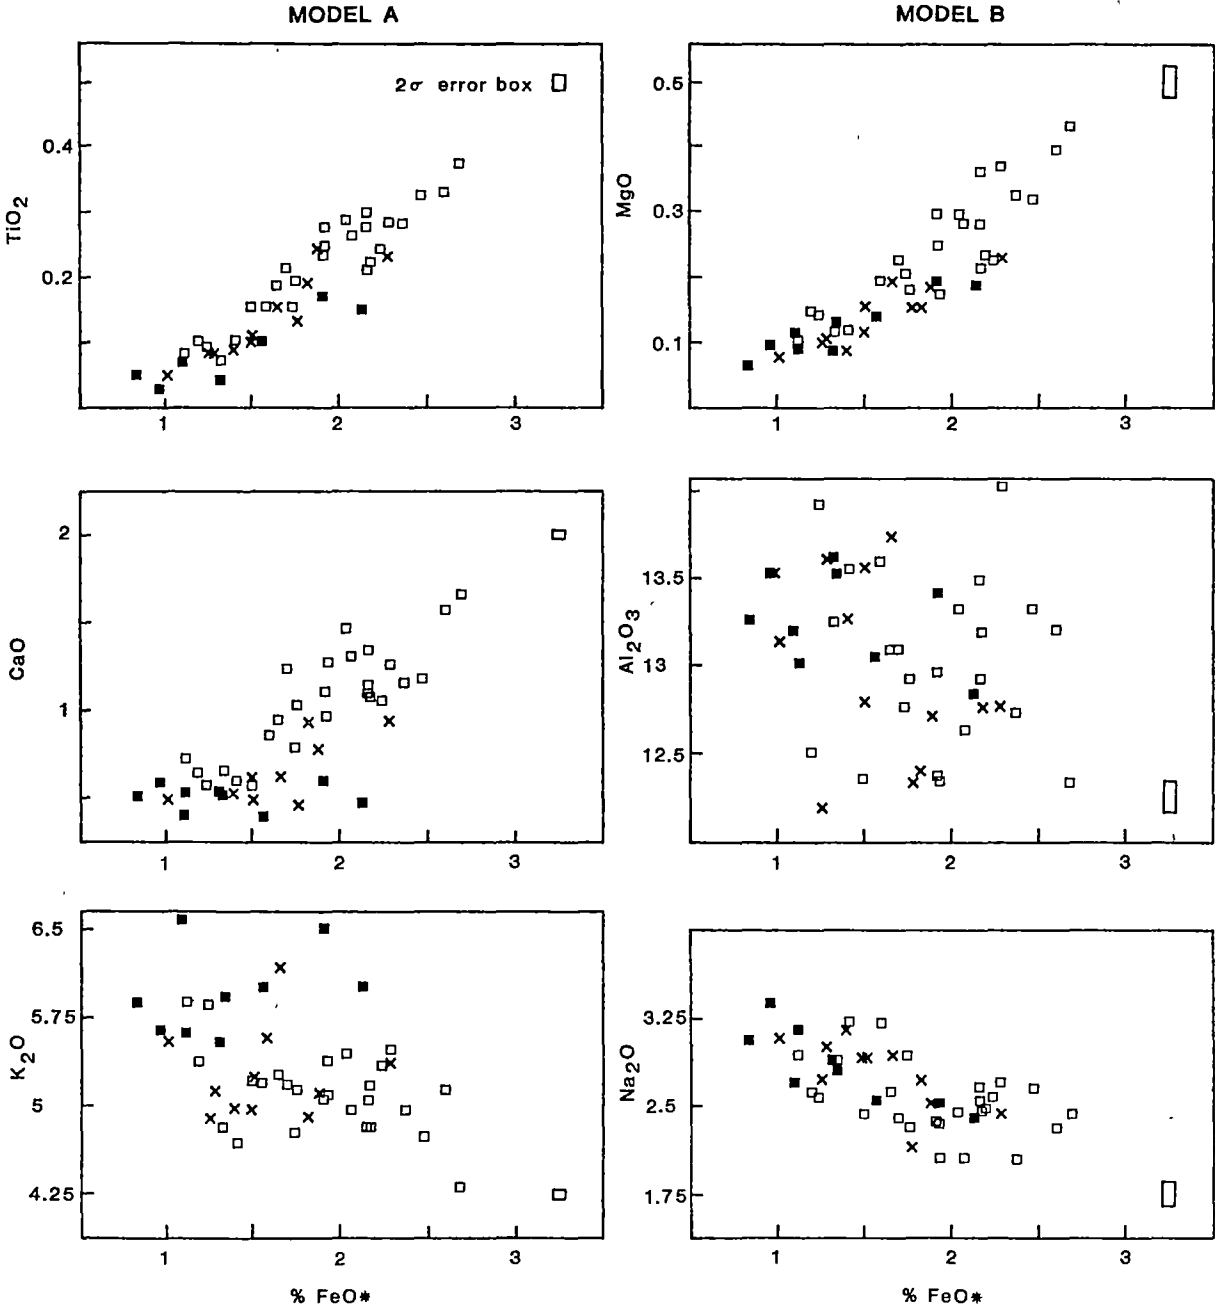 MODEL A
MODEL B
2σ error box
TiO2
0.4
0.2
1 2 3
MgO
0.5
0.3
0.1
1 2 3
CaO
2
1
1 2 3
Al2O3
13.5
13
12.5
1 2 3
K2O
6.5
5.75
5
4.25
1 2 3
% FeO*
Na2O
3.25
2.5
1.75
1 2 3
% FeO*